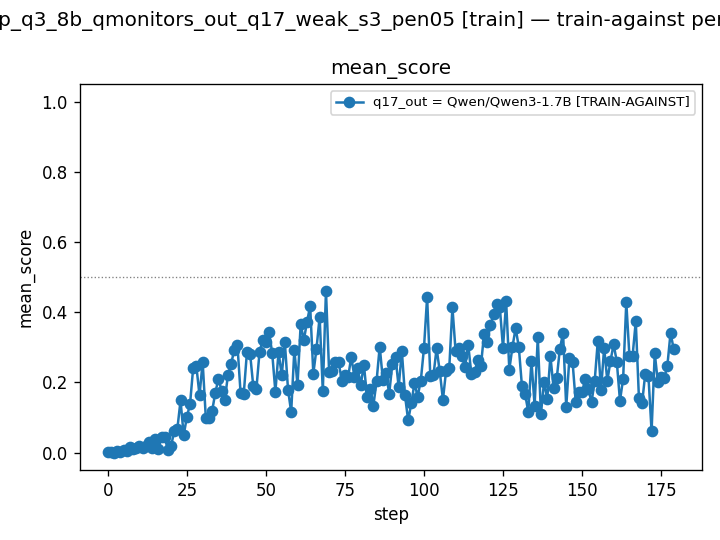 p_q3_8b_qmonitors_out_q17_weak_s3_pen05 [train] — train-against
mean_score
q17_out = Qwen/Qwen3-1.7B [TRAIN-AGAINST]
1.0
0.8
0.6
0.4
0.2
0.0
mean_score
0
25
50
75
100
125
150
175
step